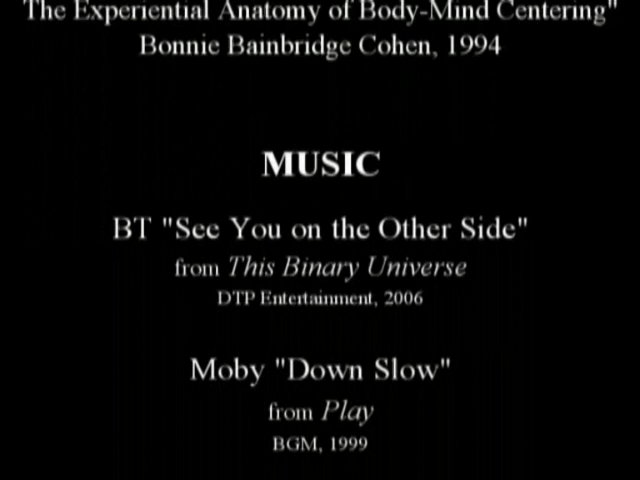 The Experiential Anatomy of Body-Mind Centering"
Bonnie Bainbridge Cohen, 1994
MUSIC
BT "See You on the Other Side"
from This Binary Universe
DTP Entertainment, 2006
Moby "Down Slow"
from Play
BGM, 1999